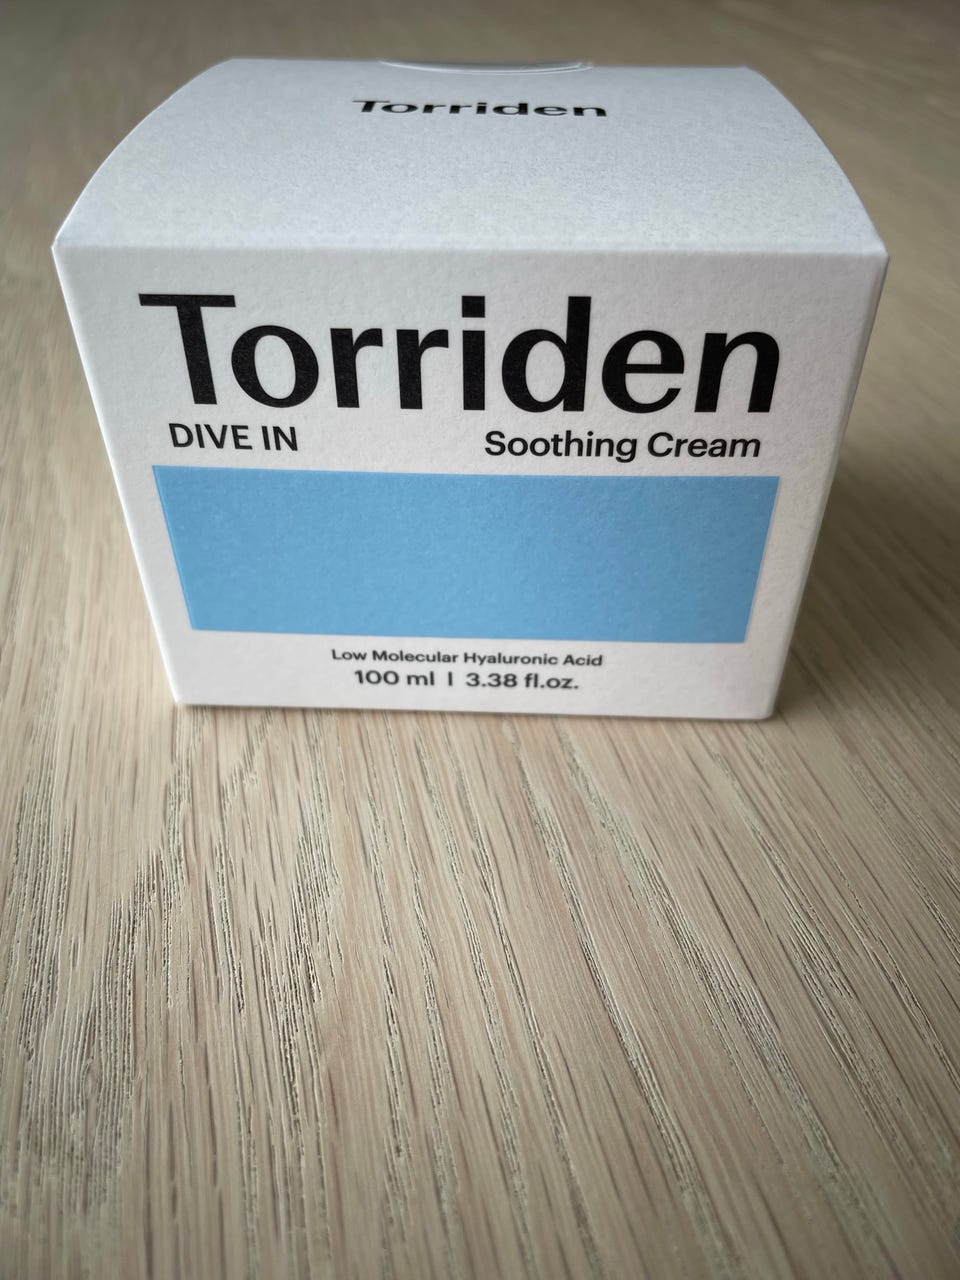 Torriden
Torriden
DIVE IN Soothing Cream
Low Molecular Hyaluronic Acid
100 ml | 3.38 fl.oz.